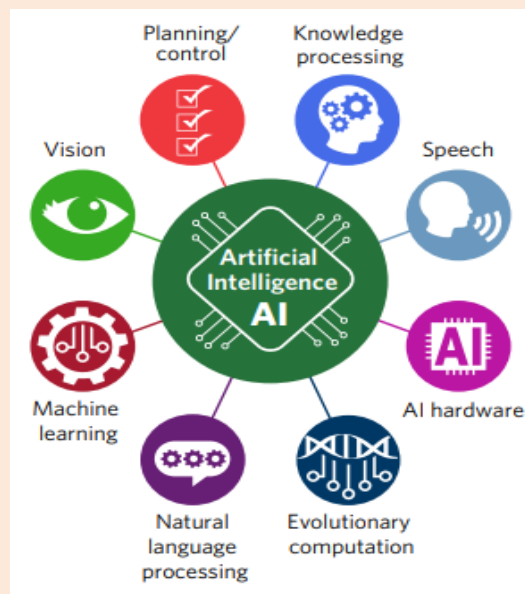 Planning/
control
Knowledge
processing
Vision
Speech
Artificial
Intelligence
AI
AI
Machine
learning
AI hardware
Natural
language
processing
Evolutionary
computation